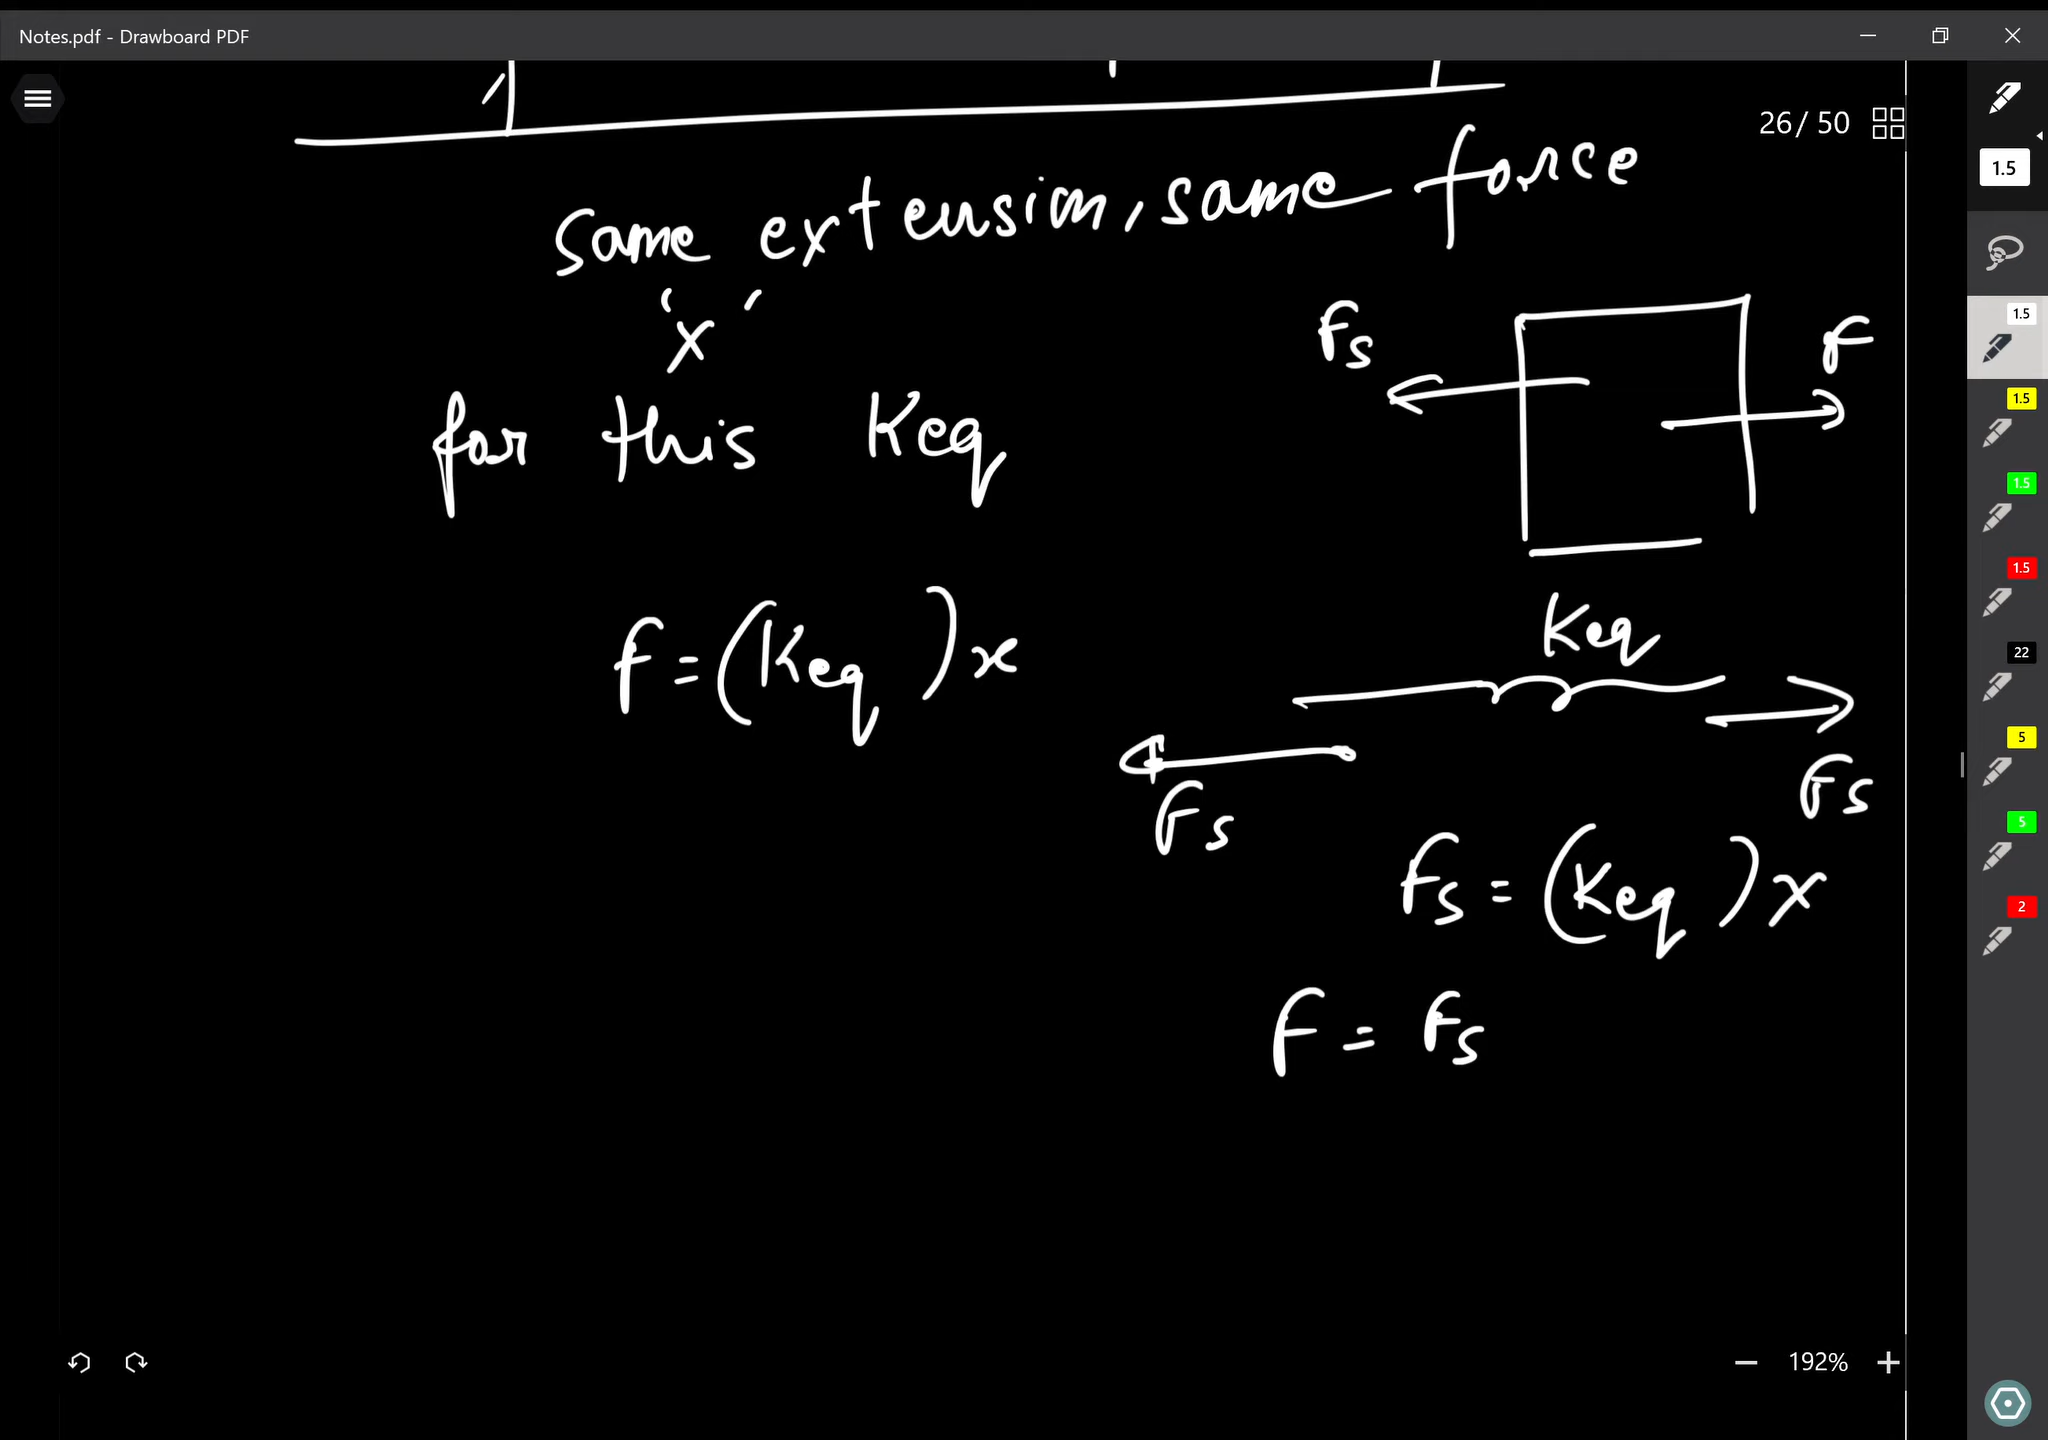 Notes.pdf - Drawboard PDF
26 / 50
1.5
same extension, same force
'x'
Fs
F
1.5
for this Keq
1.5
1.5
1.5
F = (Keq)x
Keq
22
Fs
Fs
5
Fs = (Keq)x
5
2
F = Fs
192%